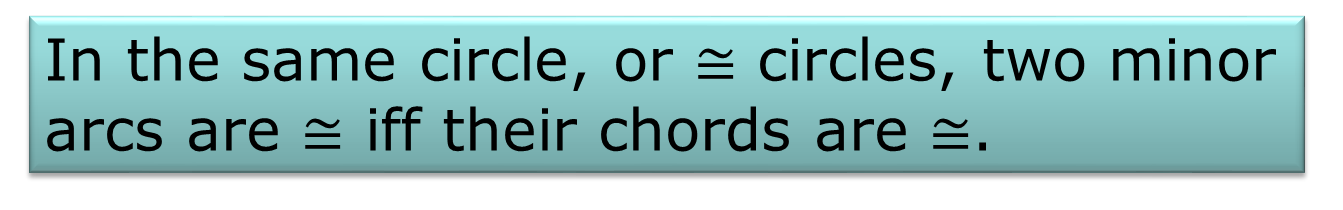 In the same circle, or ≅ circles, two minor
arcs are ≅ iff their chords are ≅.